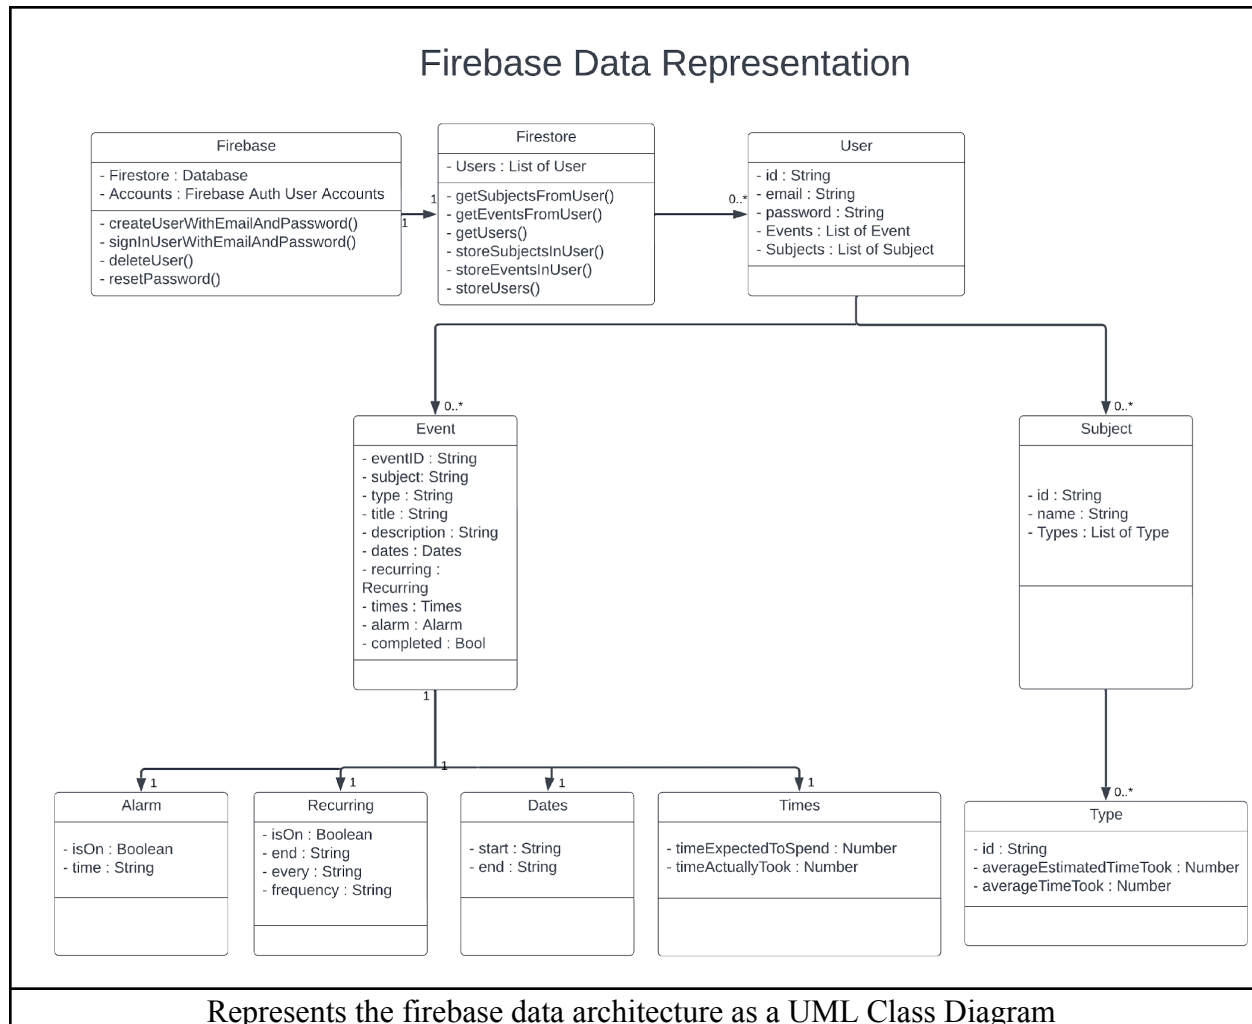 Firebase Data Representation
Firebase
- Firestore : Database
- Accounts : Firebase Auth User Accounts
- createUserWithEmailAndPassword()
- signInUserWithEmailAndPassword()
- deleteUser()
- resetPassword()
1
1
Firestore
- Users : List of User
- getSubjectsFromUser()
- getEventsFromUser()
- getUsers()
- storeSubjectsInUser()
- storeEventsInUser()
- storeUsers()
0..*
User
- id : String
- email : String
- password : String
- Events : List of Event
- Subjects : List of Subject
0..*
Event
- eventID : String
- subject: String
- type : String
- title : String
- description : String
- dates : Dates
- recurring :
Recurring
- times : Times
- alarm : Alarm
- completed : Bool
0..*
Subject
- id : String
- name : String
- Types : List of Type
1
1
1
Alarm
- isOn : Boolean
- time : String
1
Recurring
- isOn : Boolean
- end : String
- every : String
- frequency : String
1
Dates
- start : String
- end : String
1
Times
- timeExpectedToSpend : Number
- timeActuallyTook : Number
0..*
Type
- id : String
- averageEstimatedTimeTook : Number
- averageTimeTook : Number
Represents the firebase data architecture as a UML Class Diagram